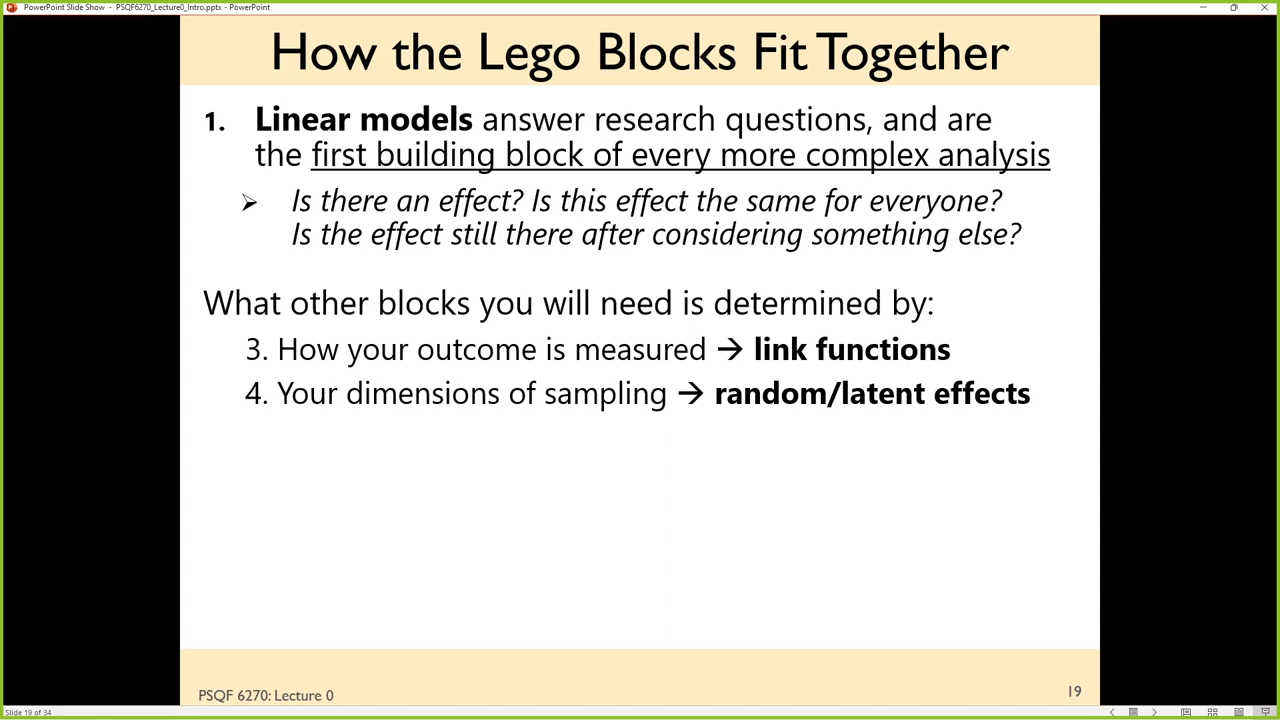 PowerPoint Slide Show - PSQF6270_Lecture0_Intro.pptx - PowerPoint
How the Lego Blocks Fit Together
1. Linear models answer research questions, and are
the first building block of every more complex analysis
➢ Is there an effect? Is this effect the same for everyone?
Is the effect still there after considering something else?
What other blocks you will need is determined by:
3. How your outcome is measured → link functions
4. Your dimensions of sampling → random/latent effects
PSQF 6270: Lecture 0
19
Slide 19 of 34